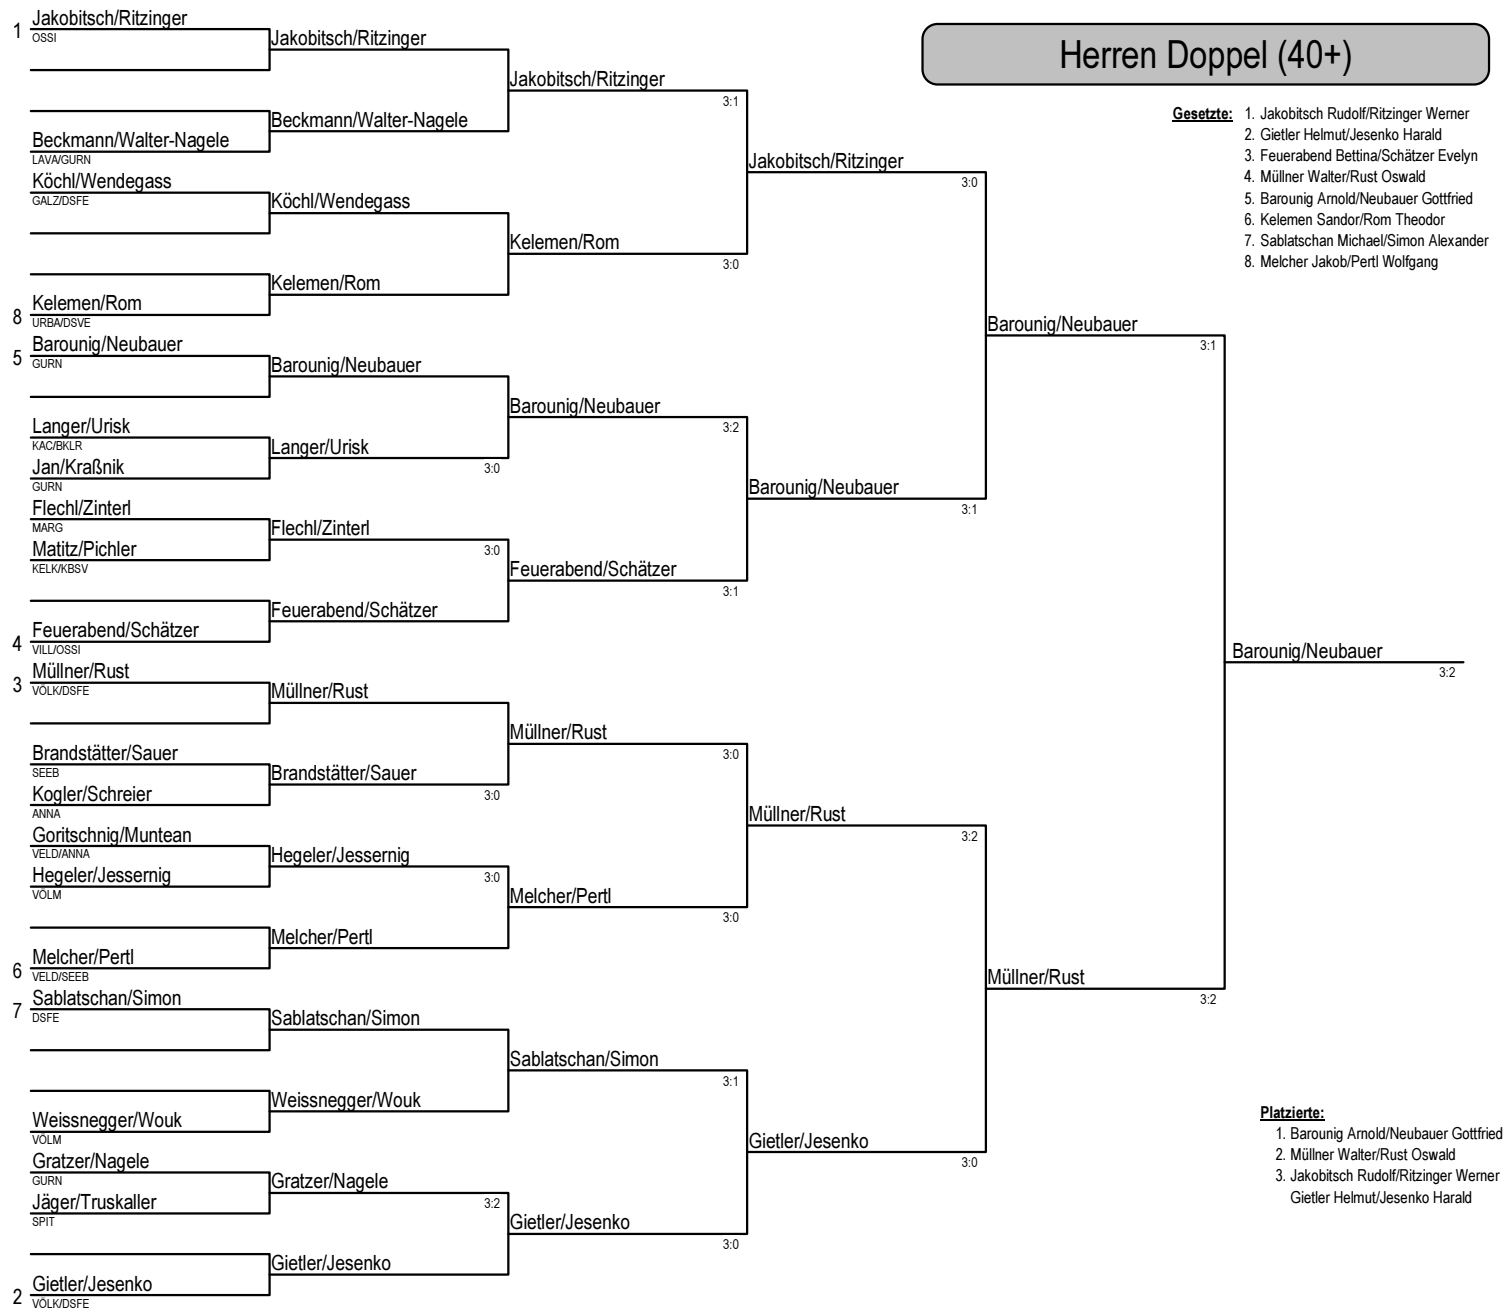 Herren Doppel (40+)
Gesetzte:
1. Jakobitsch Rudolf/Ritzinger Werner
2. Gietler Helmut/Jesenko Harald
3. Feuerabend Bettina/Schätzer Evelyn
4. Müllner Walter/Rust Oswald
5. Barounig Arnold/Neubauer Gottfried
6. Kelemen Sandor/Rom Theodor
7. Sablatschan Michael/Simon Alexander
8. Melcher Jakob/Pertl Wolfgang
1 Jakobitsch/Ritzinger
OSSI
Beckmann/Walter-Nagele
LAVA/GURN
Köchl/Wendegass
GALZ/DSFE
8 Kelemen/Rom
URBA/DSVE
5 Barounig/Neubauer
GURN
Langer/Urisk
KAC/BKLR
Jan/Kraßnik
GURN
Flechl/Zinterl
MARG
Matitz/Pichler
KELK/KBSV
4 Feuerabend/Schätzer
VILL/OSSI
3 Müllner/Rust
VÖLK/DSFE
Brandstätter/Sauer
SEEB
Kogler/Schreier
ANNA
Goritschnig/Muntean
VELD/ANNA
Hegeler/Jessernig
VÖLM
6 Melcher/Pertl
VELD/SEEB
7 Sablatschan/Simon
DSFE
Weissnegger/Wouk
VÖLM
Gratzer/Nagele
GURN
Jäger/Truskaller
SPIT
2 Gietler/Jesenko
VÖLK/DSFE
Jakobitsch/Ritzinger
Beckmann/Walter-Nagele
Köchl/Wendegass
Kelemen/Rom
Barounig/Neubauer
Langer/Urisk
3:0
Flechl/Zinterl
3:0
Feuerabend/Schätzer
Müllner/Rust
Brandstätter/Sauer
3:0
Hegeler/Jessernig
3:0
Melcher/Pertl
Sablatschan/Simon
Weissnegger/Wouk
Gratzer/Nagele
3:2
Gietler/Jesenko
Jakobitsch/Ritzinger
3:1
Kelemen/Rom
3:0
Barounig/Neubauer
3:2
Feuerabend/Schätzer
3:1
Müllner/Rust
3:0
Melcher/Pertl
3:0
Sablatschan/Simon
3:1
Gietler/Jesenko
3:0
Jakobitsch/Ritzinger
3:0
Barounig/Neubauer
3:1
Müllner/Rust
3:2
Gietler/Jesenko
3:0
Barounig/Neubauer
3:1
Müllner/Rust
3:2
Barounig/Neubauer
3:2
Platzierte:
1. Barounig Arnold/Neubauer Gottfried
2. Müllner Walter/Rust Oswald
3. Jakobitsch Rudolf/Ritzinger Werner
Gietler Helmut/Jesenko Harald